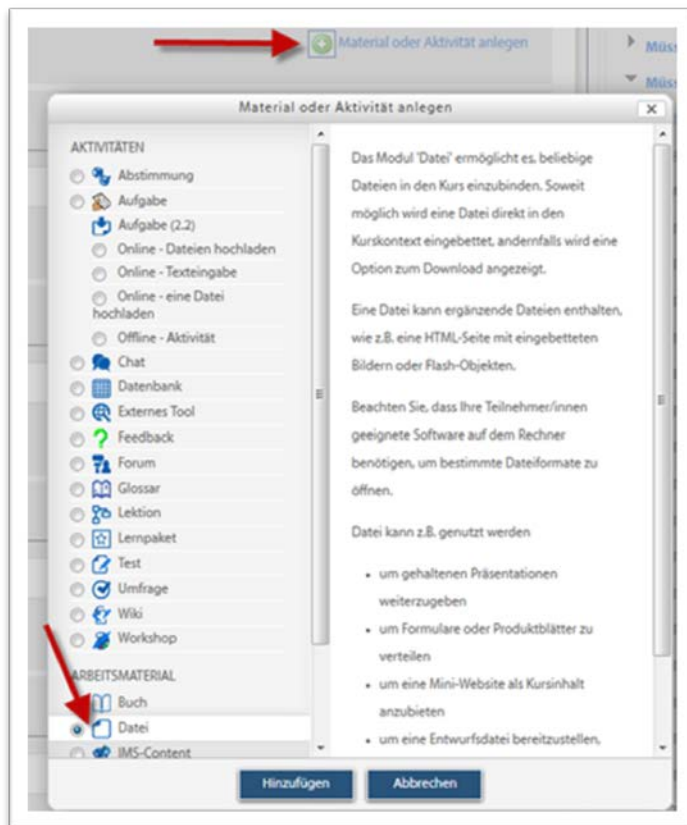 Material oder Aktivität anlegen
Müss
Müss
Material oder Aktivität anlegen
AKTIVITÄTEN
Abstimmung
Aufgabe
Aufgabe (2.2)
Online - Dateien hochladen
Online - Texteingabe
Online - eine Datei
hochladen
Offline - Aktivität
Chat
Datenbank
Externes Tool
Feedback
Forum
Glossar
Lektion
Lernpaket
Test
Umfrage
Wiki
Workshop
ARBEITSMATERIAL
Buch
Datei
IMS-Content
Das Modul 'Datei' ermöglicht es, beliebige
Dateien in den Kurs einzubinden. Soweit
möglich wird eine Datei direkt in den
Kurskontext eingebettet, andernfalls wird eine
Option zum Download angezeigt.
Eine Datei kann ergänzende Dateien enthalten,
wie z.B. eine HTML-Seite mit eingebetteten
Bildern oder Flash-Objekten.
Beachten Sie, dass Ihre Teilnehmer/innen
geeignete Software auf dem Rechner
benötigen, um bestimmte Dateiformate zu
öffnen.
Datei kann z.B. genutzt werden
• um gehaltenen Präsentationen
weiterzugeben
• um Formulare oder Produktblätter zu
verteilen
• um eine Mini-Website als Kursinhalt
anzubieten
• um eine Entwurfsdatei bereitzustellen,
Hinzufügen
Abbrechen